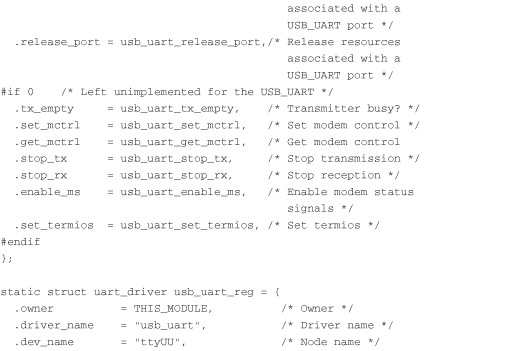 associated with a
                                        USB_UART port */
  .release_port = usb_uart_release_port,/* Release resources
                                        associated with a
                                        USB_UART port */
#if 0    /* Left unimplemented for the USB_UART */
  .tx_empty     = usb_uart_tx_empty,    /* Transmitter busy? */
  .set_mctrl    = usb_uart_set_mctrl,   /* Set modem control */
  .get_mctrl    = usb_uart_get_mctrl,   /* Get modem control
  .stop_tx      = usb_uart_stop_tx,     /* Stop transmission */
  .stop_rx      = usb_uart_stop_rx,     /* Stop reception */
  .enable_ms    = usb_uart_enable_ms,   /* Enable modem status
                                        signals */
  .set_termios  = usb_uart_set_termios, /* Set termios */
#endif
};

static struct uart_driver usb_uart_reg = {
  .owner          = THIS_MODULE,          /* Owner */
  .driver_name    = "usb_uart",           /* Driver name */
  .dev_name       = "ttyUU",              /* Node name */